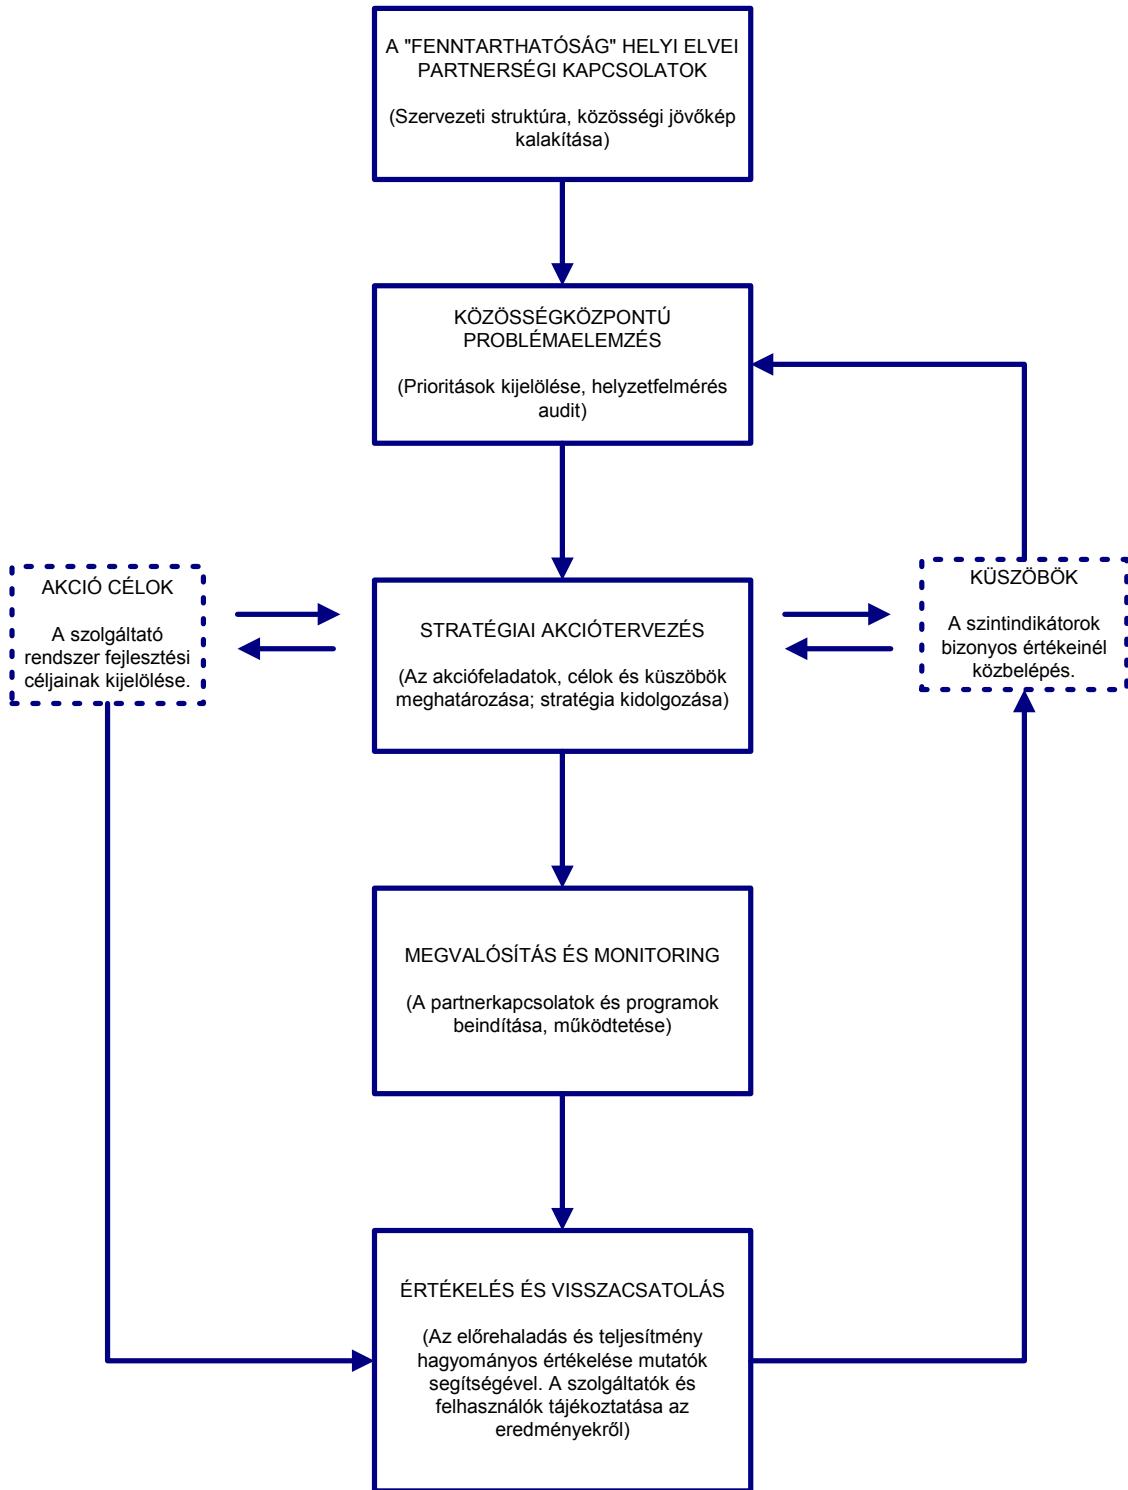 A "FENNTARTHATÓSÁG" HELYI ELVEI
PARTNERSÉGI KAPCSOLATOK
(Szervezeti struktúra, közösségi jövőkép
kalakítása)
KÖZÖSSÉGKÖZPONTÚ
PROBLÉMAELEMZÉS
(Prioritások kijelölése, helyzetfelmérés
audit)
AKCIÓ CÉLOK
A szolgáltató
rendszer fejlesztési
céljainak kijelölése.
STRATÉGIAI AKCIÓTERVEZÉS
(Az akciófeladatok, célok és küszöbök
meghatározása; stratégia kidolgozása)
KÜSZÖBÖK
A szintindikátorok
bizonyos értékeinél
közbelépés.
MEGVALÓSÍTÁS ÉS MONITORING
(A partnerkapcsolatok és programok
beindítása, működtetése)
ÉRTÉKELÉS ÉS VISSZACSATOLÁS
(Az előrehaladás és teljesítmény
hagyományos értékelése mutatók
segítségével. A szolgáltatók és
felhasználók tájékoztatása az
eredményekről)